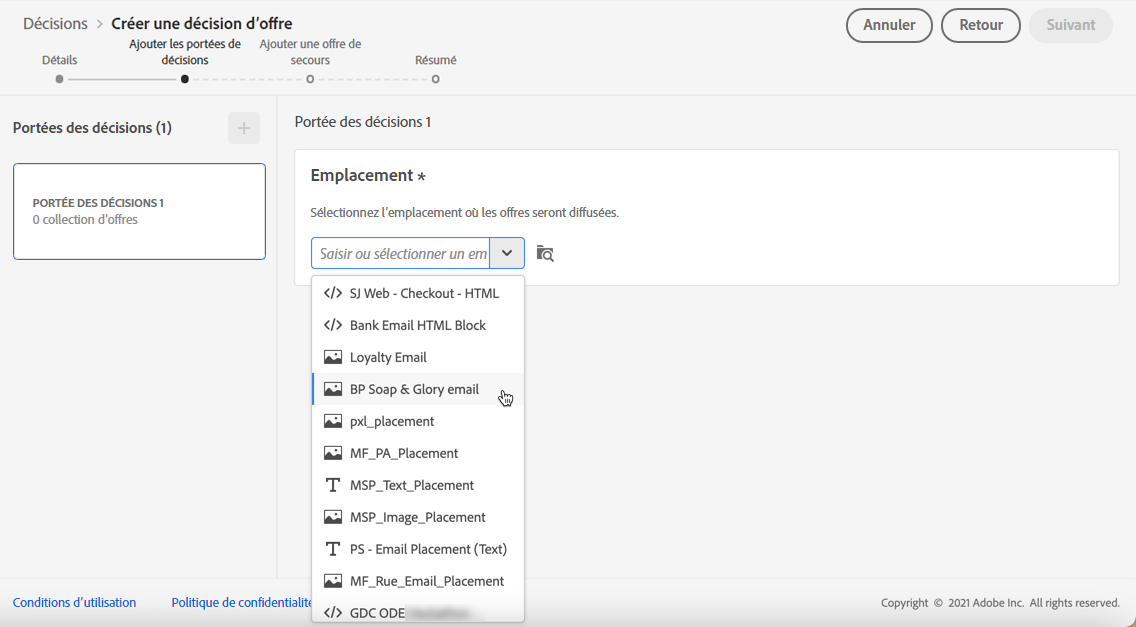 Décisions > Créer une décision d'offre
Annuler
Retour
Suivant
Détails
Ajouter les portées de
décisions
Ajouter une offre de
secours
Résumé
Portées des décisions (1)
+
PORTÉE DES DÉCISIONS 1
0 collection d'offres
Portée des décisions 1
Emplacement *
Sélectionnez l'emplacement où les offres seront diffusées.
Saisir ou sélectionner un em
</> SJ Web - Checkout - HTML
</> Bank Email HTML Block
Loyalty Email
BP Soap & Glory email
pxl_placement
MF_PA_Placement
T MSP_Text_Placement
MSP_Image_Placement
T PS - Email Placement (Text)
MF_Rue_Email_Placement
</> GDC ODE
Conditions d'utilisation
Politique de confidentialité
Copyright © 2021 Adobe Inc. All rights reserved.